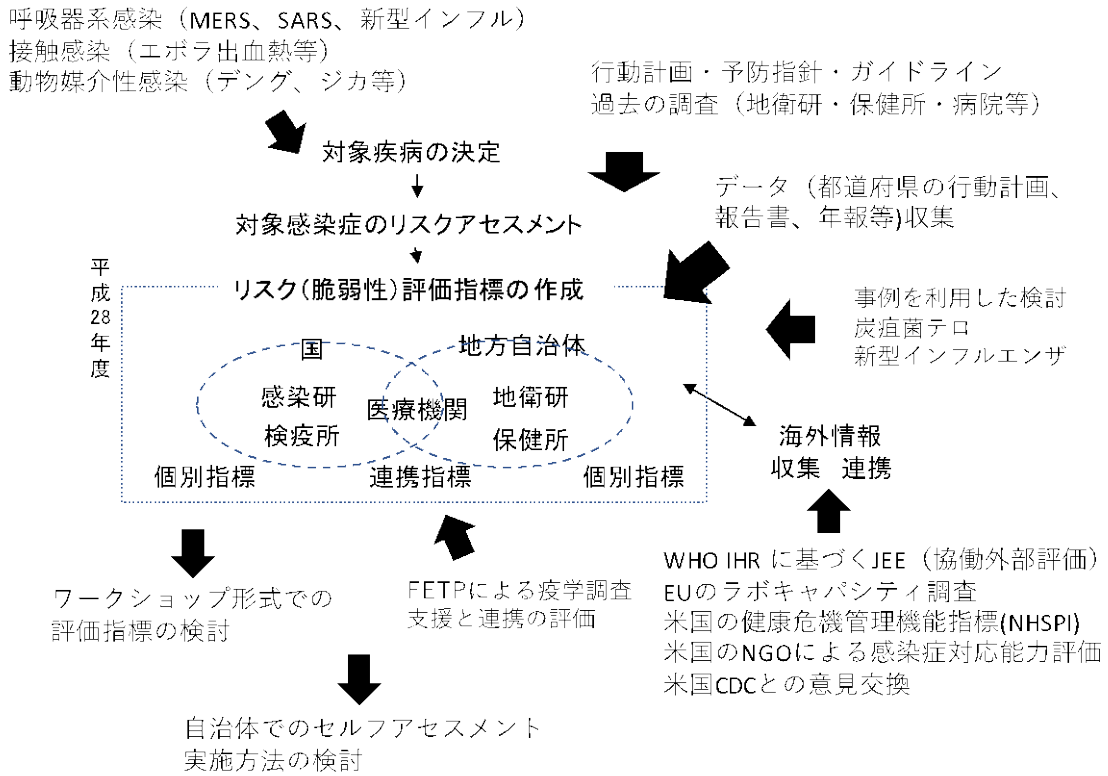 呼吸器系感染（MERS、SARS、新型インフル）
接触感染（エボラ出血熱等）
動物媒介性感染（デング、ジカ等）
行動計画・予防指針・ガイドライン
過去の調査（地衛研・保健所・病院等）
対象疾病の決定
データ（都道府県の行動計画、
報告書、年報等)収集
対象感染症のリスクアセスメント
平成28年度
リスク（脆弱性）評価指標の作成
事例を利用した検討
炭疽菌テロ
新型インフルエンザ
国
地方自治体
感染研
医療機関
地衛研
検疫所
保健所
海外情報
収集 連携
個別指標
連携指標
個別指標
WHO IHR に基づくJEE（協働外部評価）
EUのラボキャパシティ調査
米国の健康危機管理機能指標(NHSPI)
米国のNGOによる感染症対応能力評価
米国CDCとの意見交換
ワークショップ形式での
評価指標の検討
FETPによる疫学調査
支援と連携の評価
自治体でのセルフアセスメント
実施方法の検討